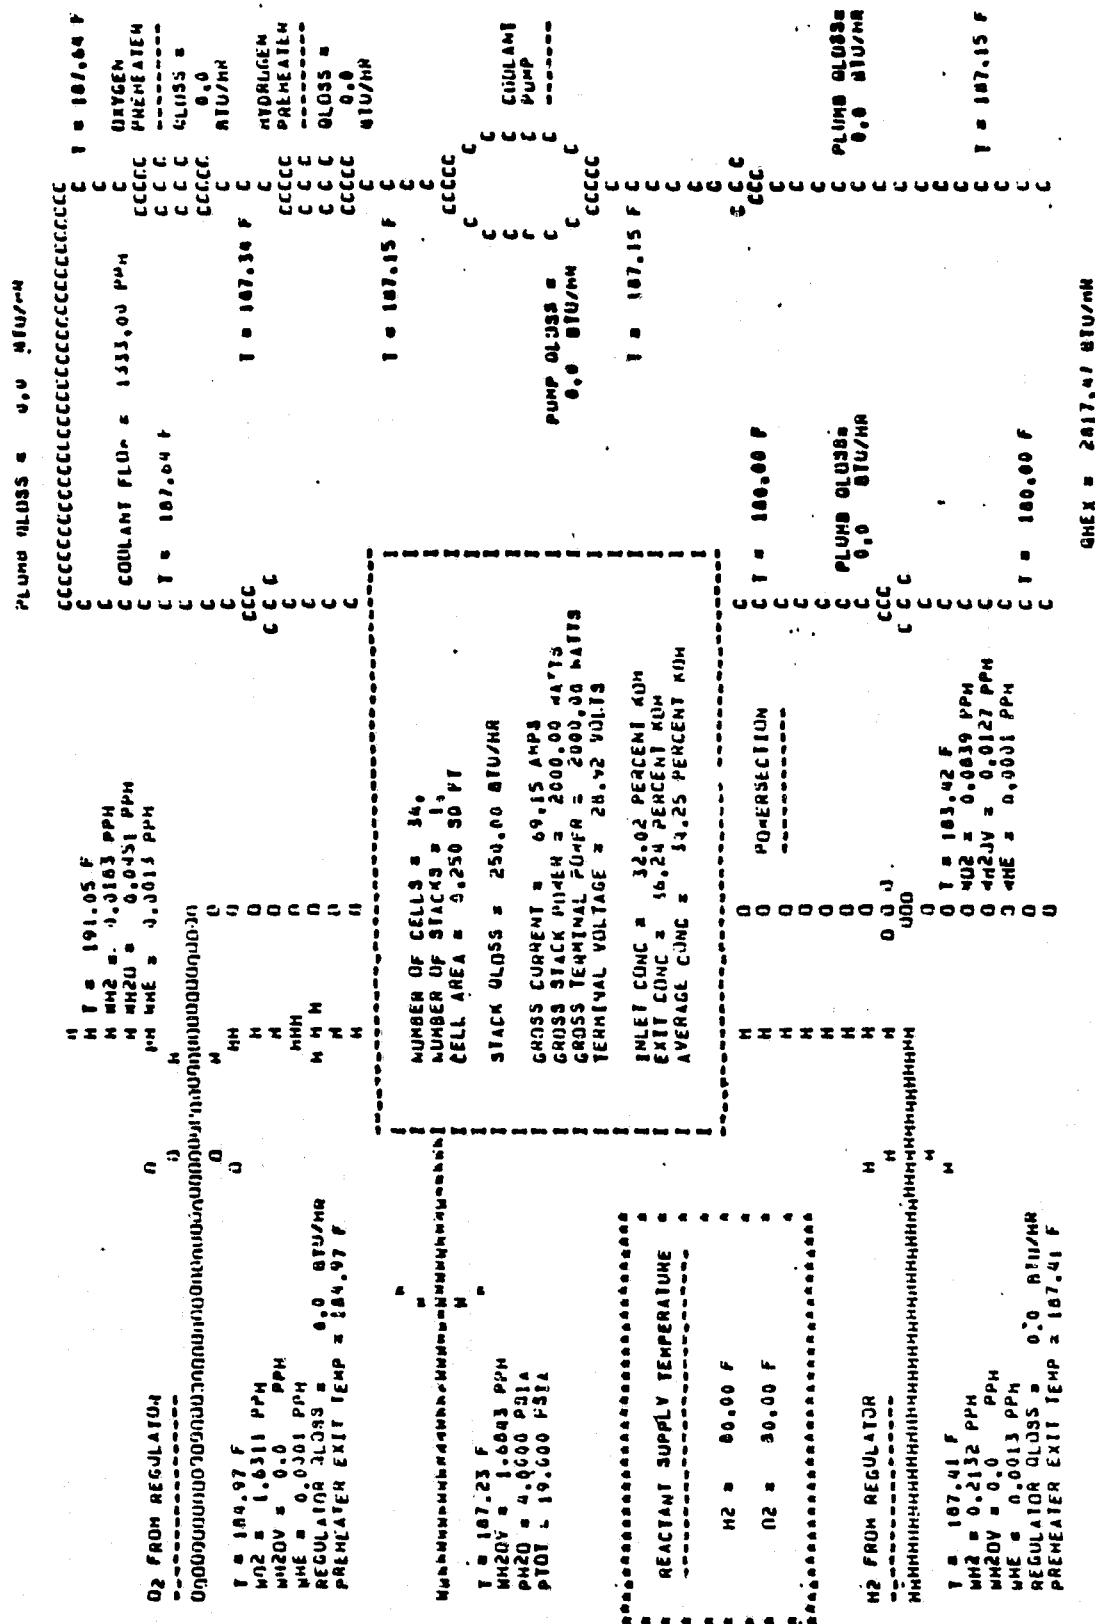 PLUMB QLOSS = 0.0 BTU/HR
COOLANT FLOW = 1333.00 PPH
T = 187.64 F
T = 187.64 F
OXYGEN
PREHEATER
---------
QLOSS =
0.0
BTU/HR
T = 187.34 F
HYDROGEN
PREHEATER
---------
QLOSS =
0.0
BTU/HR
T = 187.15 F
COOLANT
PUMP
-------
PUMP QLOSS =
0.0 BTU/HR
T = 187.15 F
PLUMB QLOSS=
0.0 BTU/HR
T = 187.15 F
T = 180.00 F
PLUMB QLOSS=
0.0 BTU/HR
T = 180.00 F
QHEX = 2817.47 BTU/HR
T = 191.05 F
WH2 = 0.0183 PPH
WH2O = 0.0451 PPH
WHE = 0.0013 PPH
O2 FROM REGULATOR
-----------------
T = 184.97 F
WO2 = 1.6311 PPH
WH2OV = 0.0 PPH
WHE = 0.0001 PPH
REGULATOR QLOSS = 0.0 BTU/HR
PREHEATER EXIT TEMP = 184.97 F
NUMBER OF CELLS = 34.
NUMBER OF STACKS = 1.
CELL AREA = 0.250 SQ FT
STACK QLOSS = 250.00 BTU/HR
GROSS CURRENT = 69.15 AMPS
GROSS STACK POWER = 2000.00 WATTS
GROSS TERMINAL POWER = 2000.00 WATTS
TERMINAL VOLTAGE = 28.92 VOLTS
INLET CONC = 32.02 PERCENT KOH
EXIT CONC = 36.24 PERCENT KOH
AVERAGE CONC = 34.25 PERCENT KOH
POWERSECTION
------------
T = 187.23 F
WH2OV = 1.6843 PPH
PH2O = 4.0000 PSIA
PTOT = 19.000 PSIA
REACTANT SUPPLY TEMPERATURE
---------------------------
H2 = 80.00 F
O2 = 80.00 F
T = 183.42 F
WO2 = 0.0839 PPH
WH2OV = 0.0127 PPH
WHE = 0.0001 PPH
H2 FROM REGULATOR
-----------------
T = 187.41 F
WH2 = 0.2132 PPH
WH2OV = 0.0 PPH
WHE = 0.0013 PPH
REGULATOR QLOSS = 0.0 BTU/HR
PREHEATER EXIT TEMP = 187.41 F